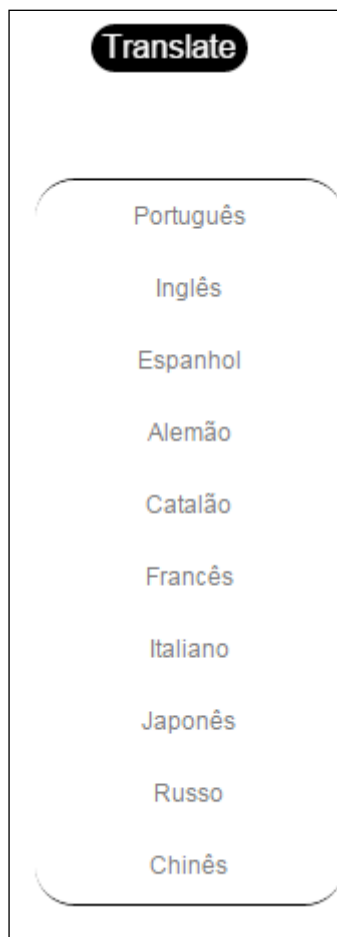 Translate
Português
Inglês
Espanhol
Alemão
Catalão
Francês
Italiano
Japonês
Russo
Chinês